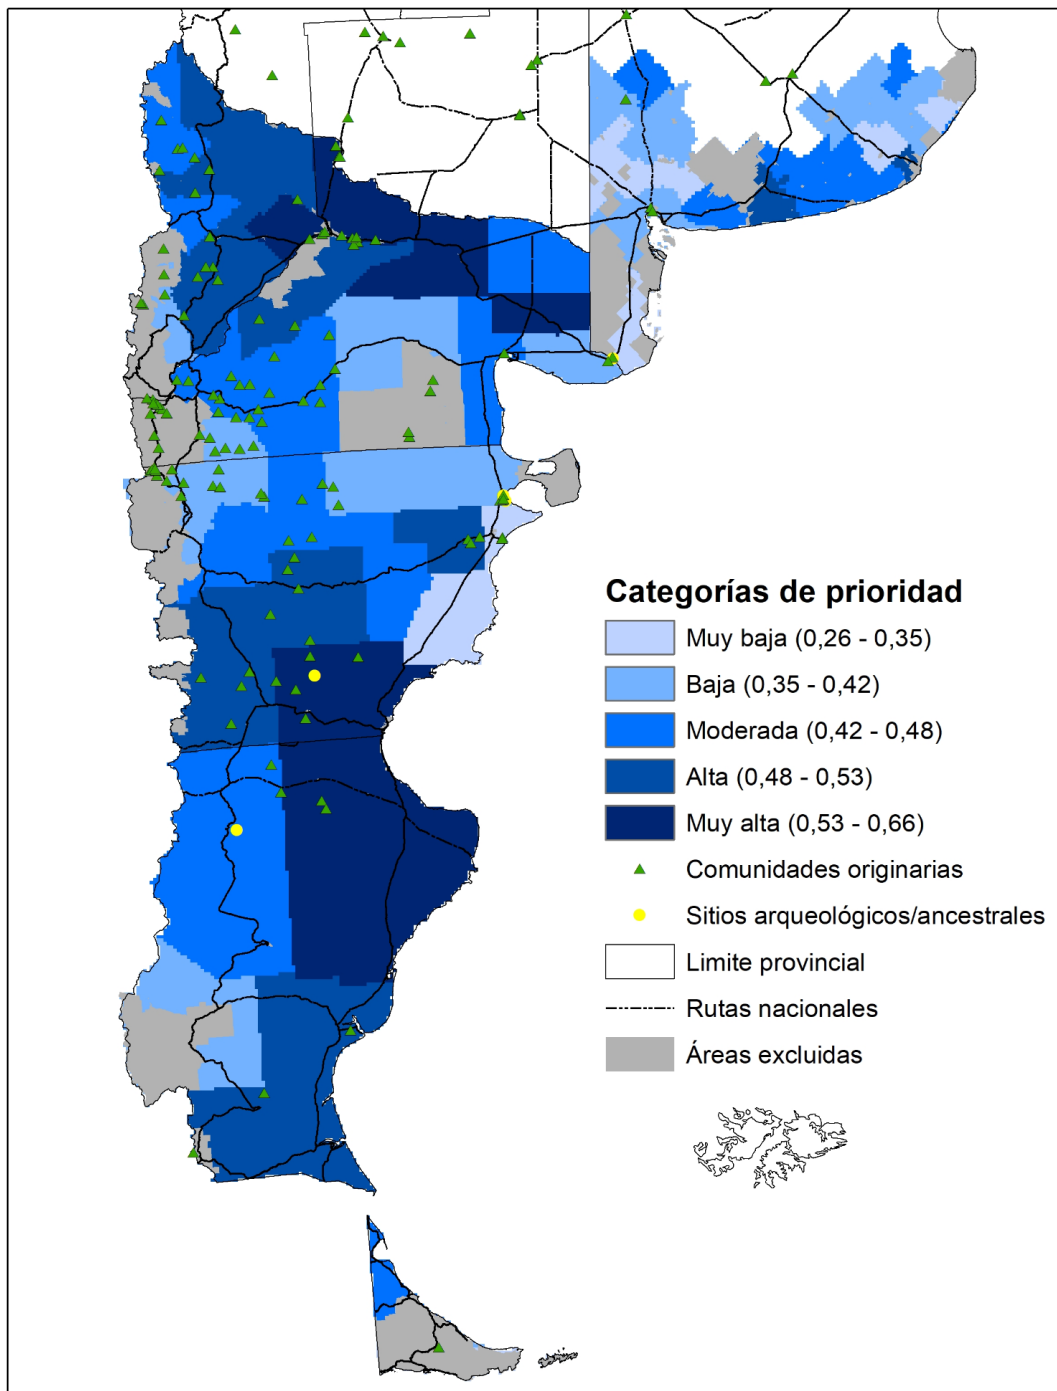 Categorías de prioridad
Muy baja (0,26 - 0,35)
Baja (0,35 - 0,42)
Moderada (0,42 - 0,48)
Alta (0,48 - 0,53)
Muy alta (0,53 - 0,66)
Comunidades originarias
Sitios arqueológicos/ancestrales
Limite provincial
Rutas nacionales
Áreas excluidas